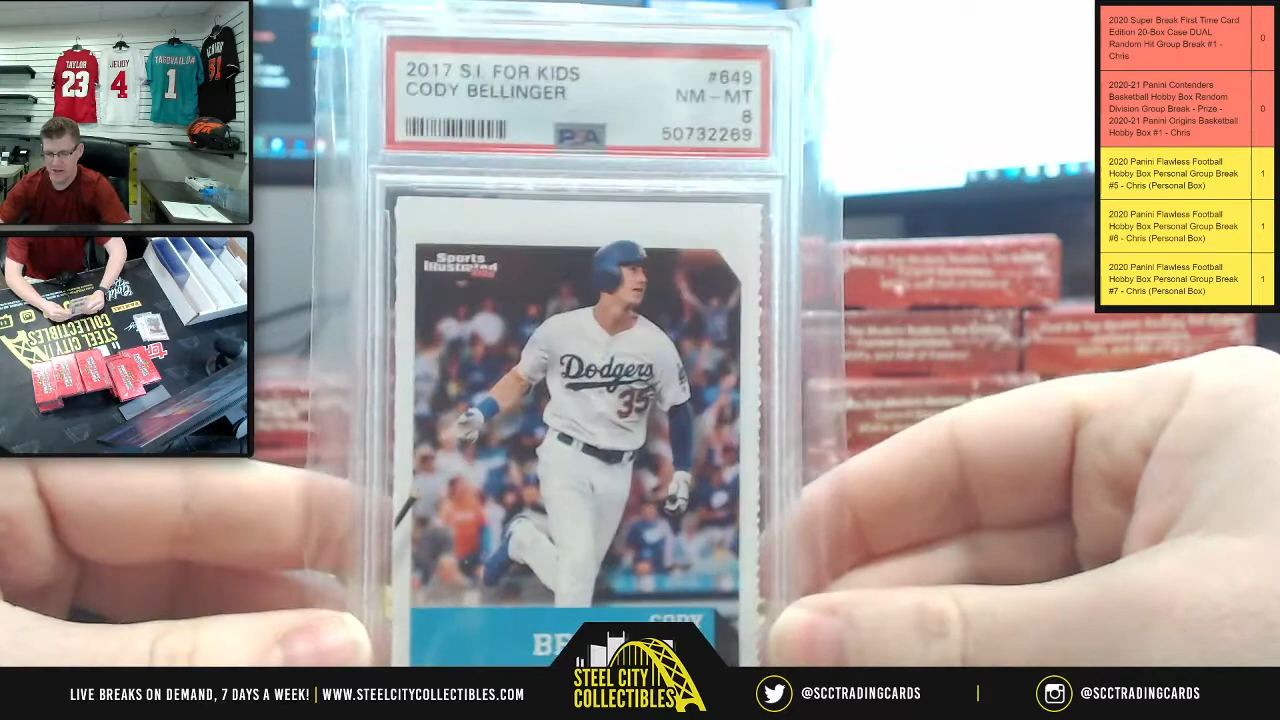 TAYLOR
23
JEUDY
4
TAGOVAILOA
1
51
2017 S.I. FOR KIDS
#649
CODY BELLINGER
NM-MT
8
PSA
50732269
Sports
Illustrated
KIDS
Dodgers
35
CODY
BE
STEEL CITY
COLLECTIBLES
2020 Super Break First Time Card
Edition 20-Box Case DUAL
Random Hit Group Break #1 -
Chris
0
2020-21 Panini Contenders
Basketball Hobby Box Random
Division Group Break - Prize -
2020-21 Panini Origins Basketball
Hobby Box #1 - Chris
0
2020 Panini Flawless Football
Hobby Box Personal Group Break
#5 - Chris (Personal Box)
1
2020 Panini Flawless Football
Hobby Box Personal Group Break
#6 - Chris (Personal Box)
1
2020 Panini Flawless Football
Hobby Box Personal Group Break
#7 - Chris (Personal Box)
1
LIVE BREAKS ON DEMAND, 7 DAYS A WEEK! | WWW.STEELCITYCOLLECTIBLES.COM
STEEL CITY
COLLECTIBLES
@SCCTRADINGCARDS | @SCCTRADINGCARDS